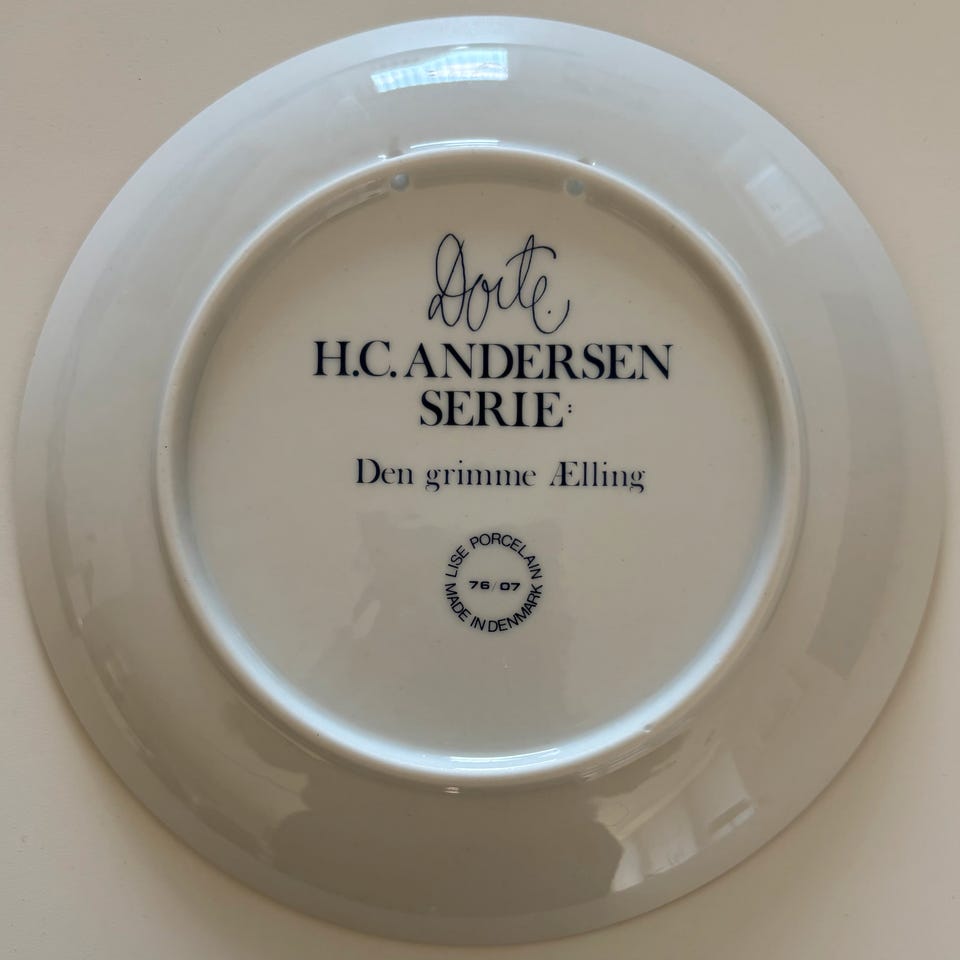 Dorte.
H.C. ANDERSEN
SERIE:
Den grimme Ælling
LISE PORCELAIN
76/07
MADE IN DENMARK